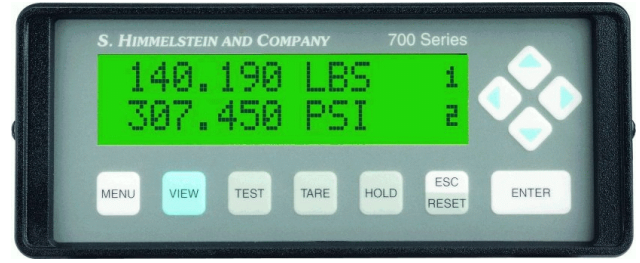 S. HIMMELSTEIN AND COMPANY 700 Series
140.190 LBS 1
307.450 PSI 2
MENU VIEW TEST TARE HOLD ESC RESET ENTER